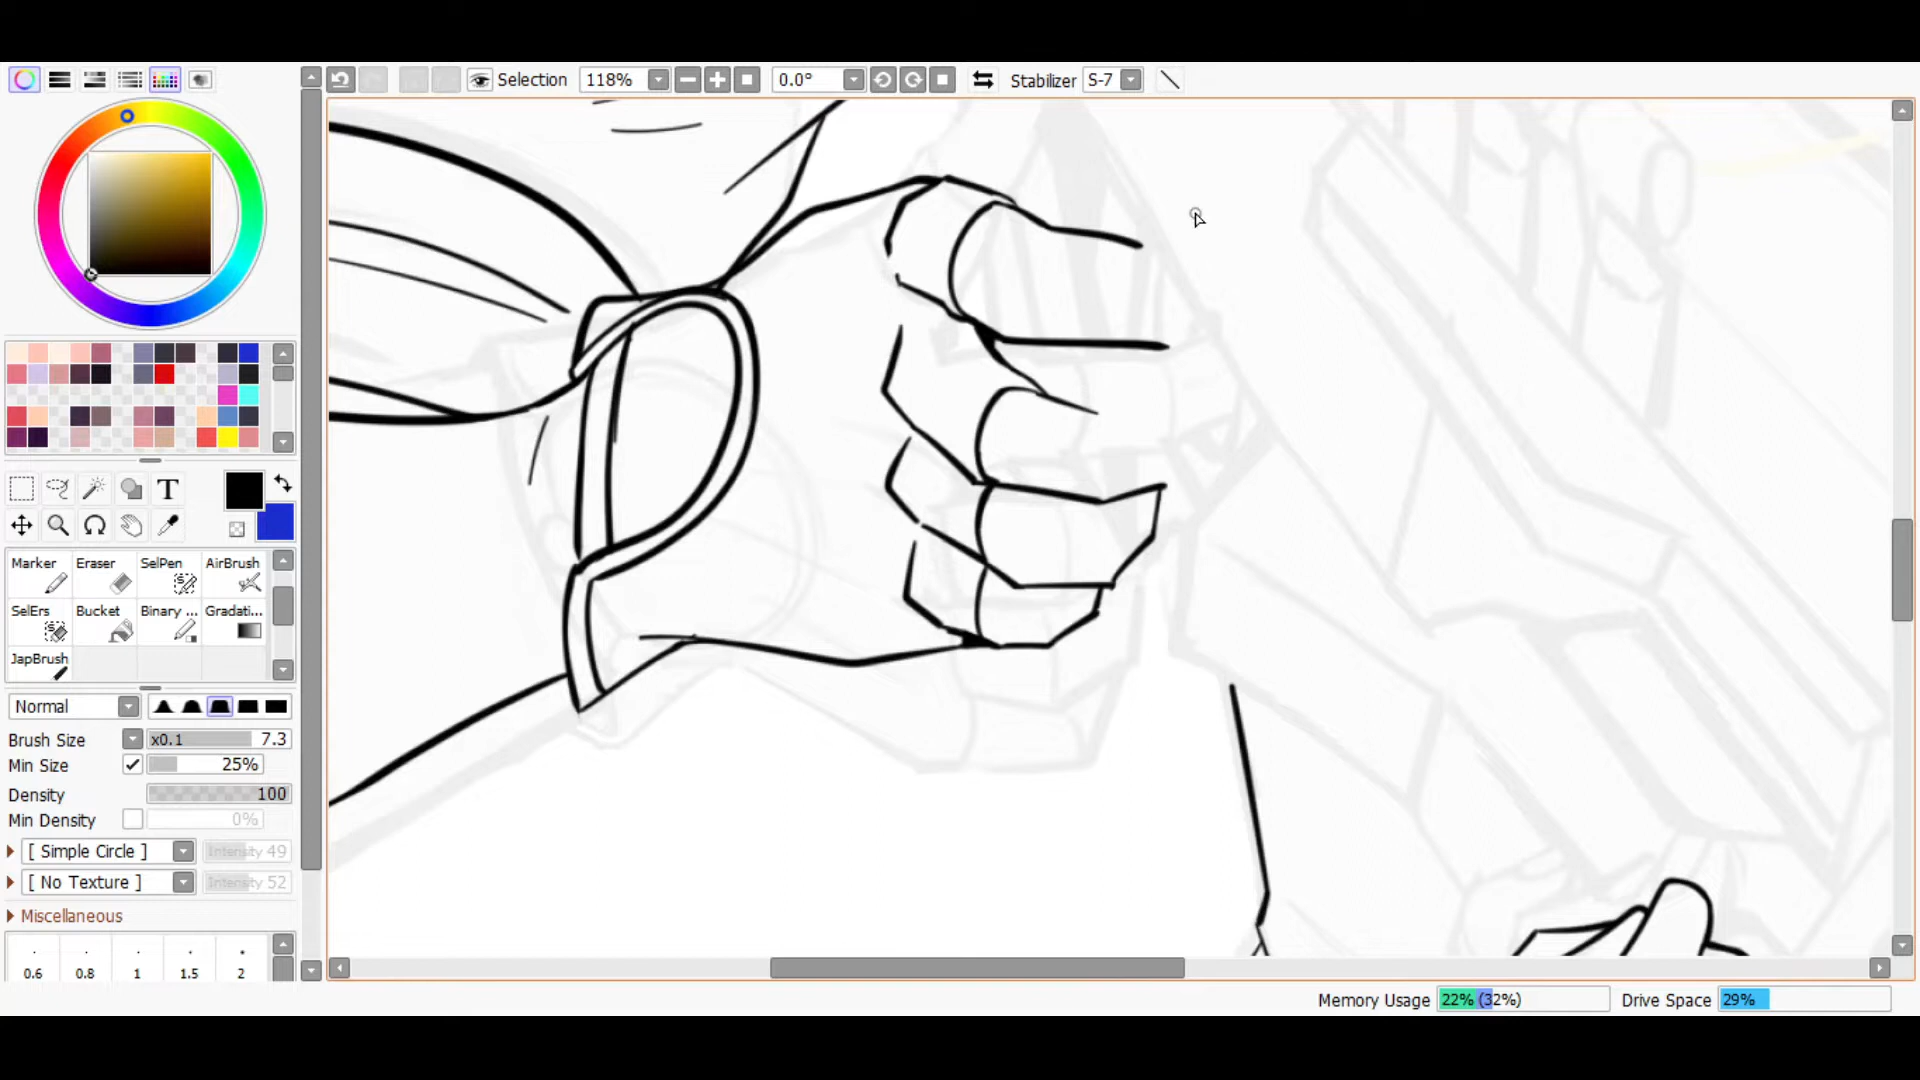 Selection 118% 0.0° Stabilizer S-7
T
Marker Eraser SelPen AirBrush
SelErs Bucket Binary ... Gradati...
JapBrush
Normal
Brush Size x0.1 7.3
Min Size 25%
Density 100
Min Density 0%
[ Simple Circle ] Intensity 49
[ No Texture ] Intensity 52
Miscellaneous
0.6 0.8 1 1.5 2
Memory Usage 22% (32%) Drive Space 29%